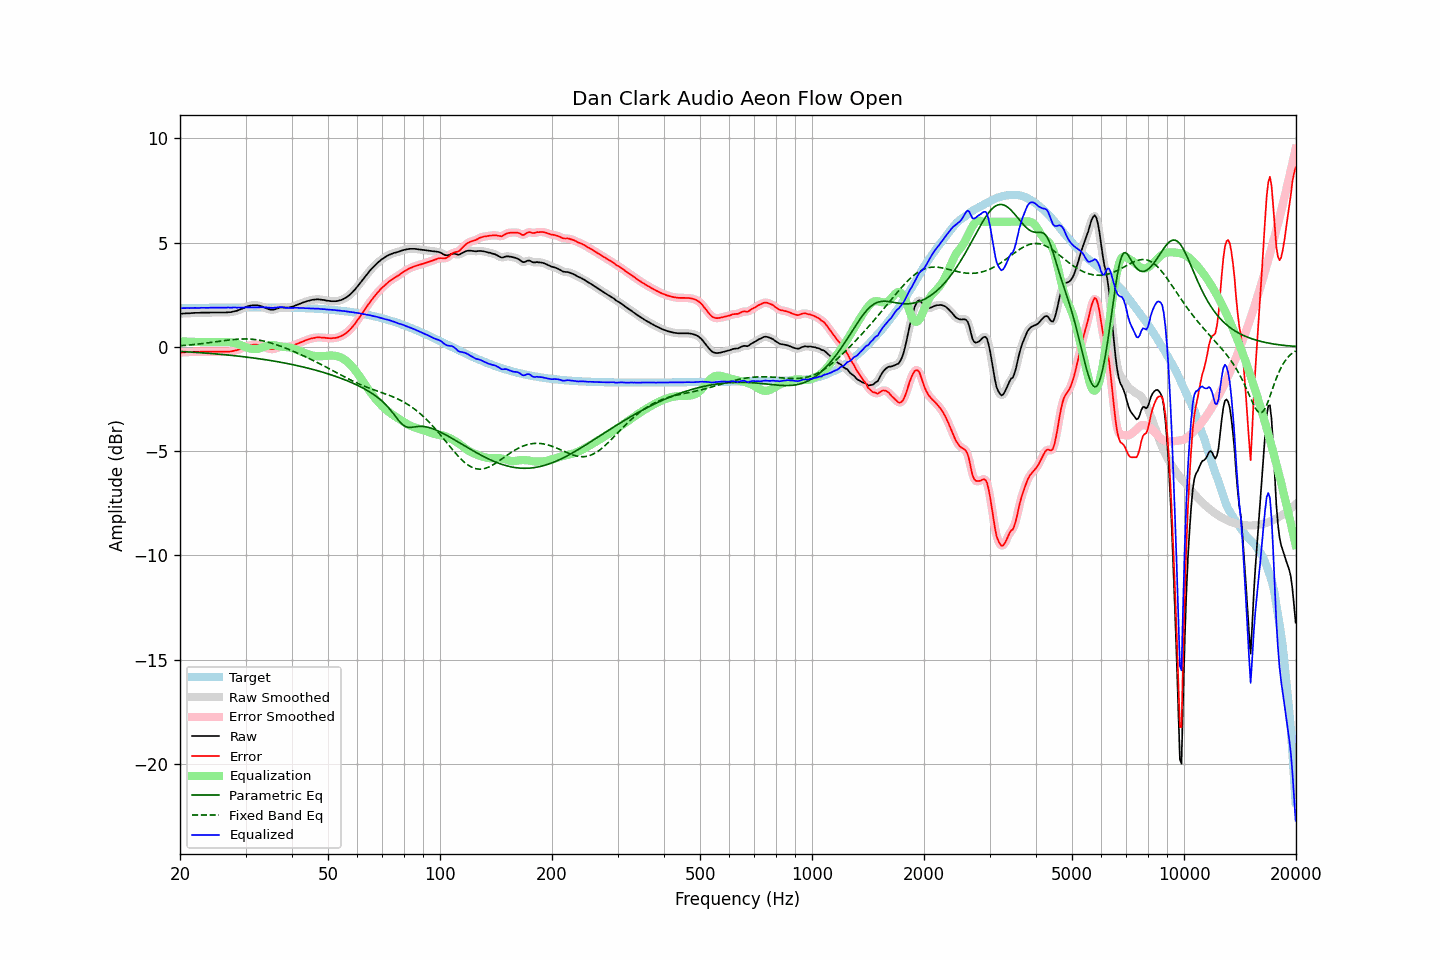 Dan Clark Audio Aeon Flow Open
Amplitude (dBr)
10
5
0
−5
−10
−15
−20
Target
Raw Smoothed
Error Smoothed
Raw
Error
Equalization
Parametric Eq
Fixed Band Eq
Equalized
20 50 100 200 500 1000 2000 5000 10000 20000
Frequency (Hz)